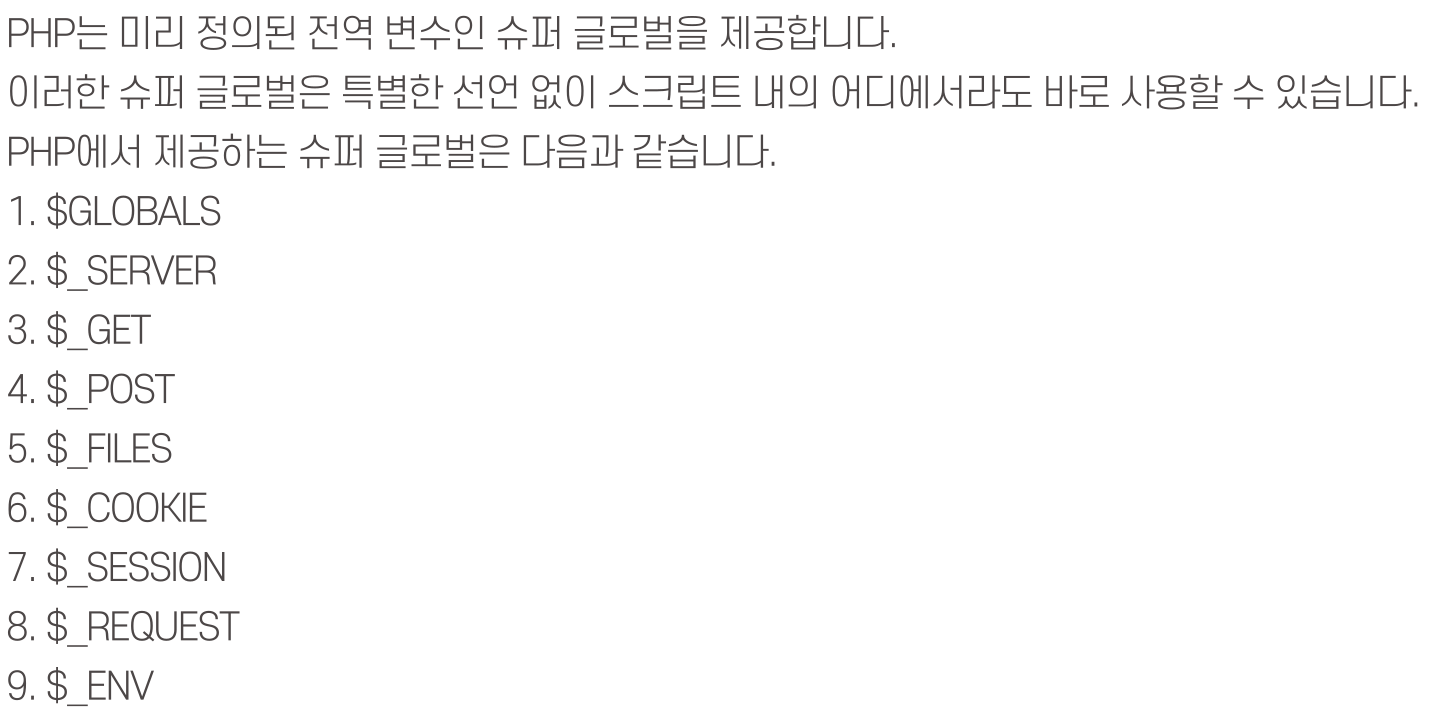 PHP는 미리 정의된 전역 변수인 슈퍼 글로벌을 제공합니다.
이러한 슈퍼 글로벌은 특별한 선언 없이 스크립트 내의 어디에서라도 바로 사용할 수 있습니다.
PHP에서 제공하는 슈퍼 글로벌은 다음과 같습니다.
1. $GLOBALS
2. $_SERVER
3. $_GET
4. $_POST
5. $_FILES
6. $_COOKIE
7. $_SESSION
8. $_REQUEST
9. $_ENV